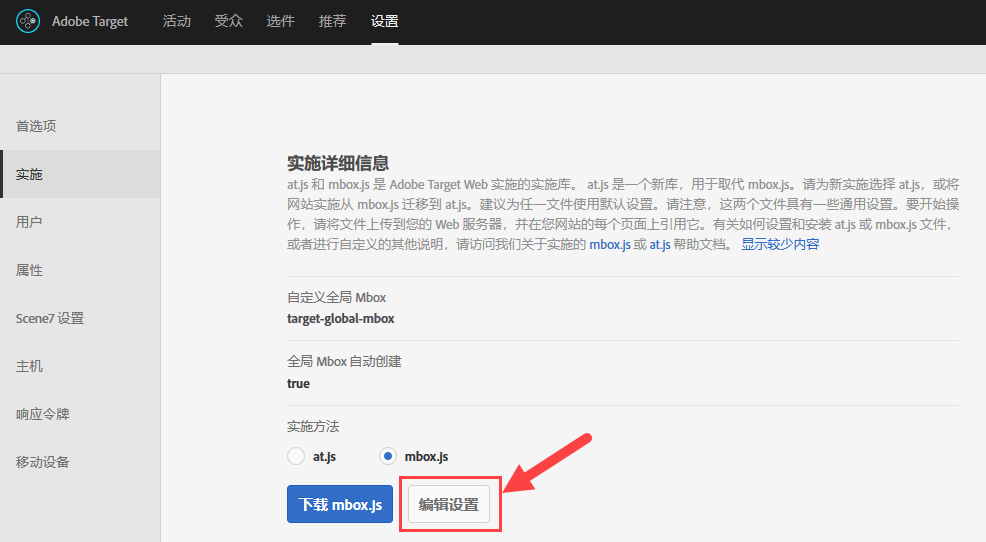 Adobe Target 活动 受众 选件 推荐 设置
首选项
实施
用户
属性
Scene7 设置
主机
响应令牌
移动设备
实施详细信息
at.js 和 mbox.js 是 Adobe Target Web 实施的实施库。 at.js 是一个新库，用于取代 mbox.js。请为新实施选择 at.js，或将
网站实施从 mbox.js 迁移到 at.js。建议为任一文件使用默认设置。请注意，这两个文件具有一些通用设置。要开始操
作，请将文件上传到您的 Web 服务器，并在您网站的每个页面上引用它。有关如何设置和安装 at.js 或 mbox.js 文件，
或者进行自定义的其他说明，请访问我们关于实施的 mbox.js 或 at.js 帮助文档。 显示较少内容
自定义全局 Mbox
target-global-mbox
全局 Mbox 自动创建
true
实施方法
at.js mbox.js
下载 mbox.js 编辑设置